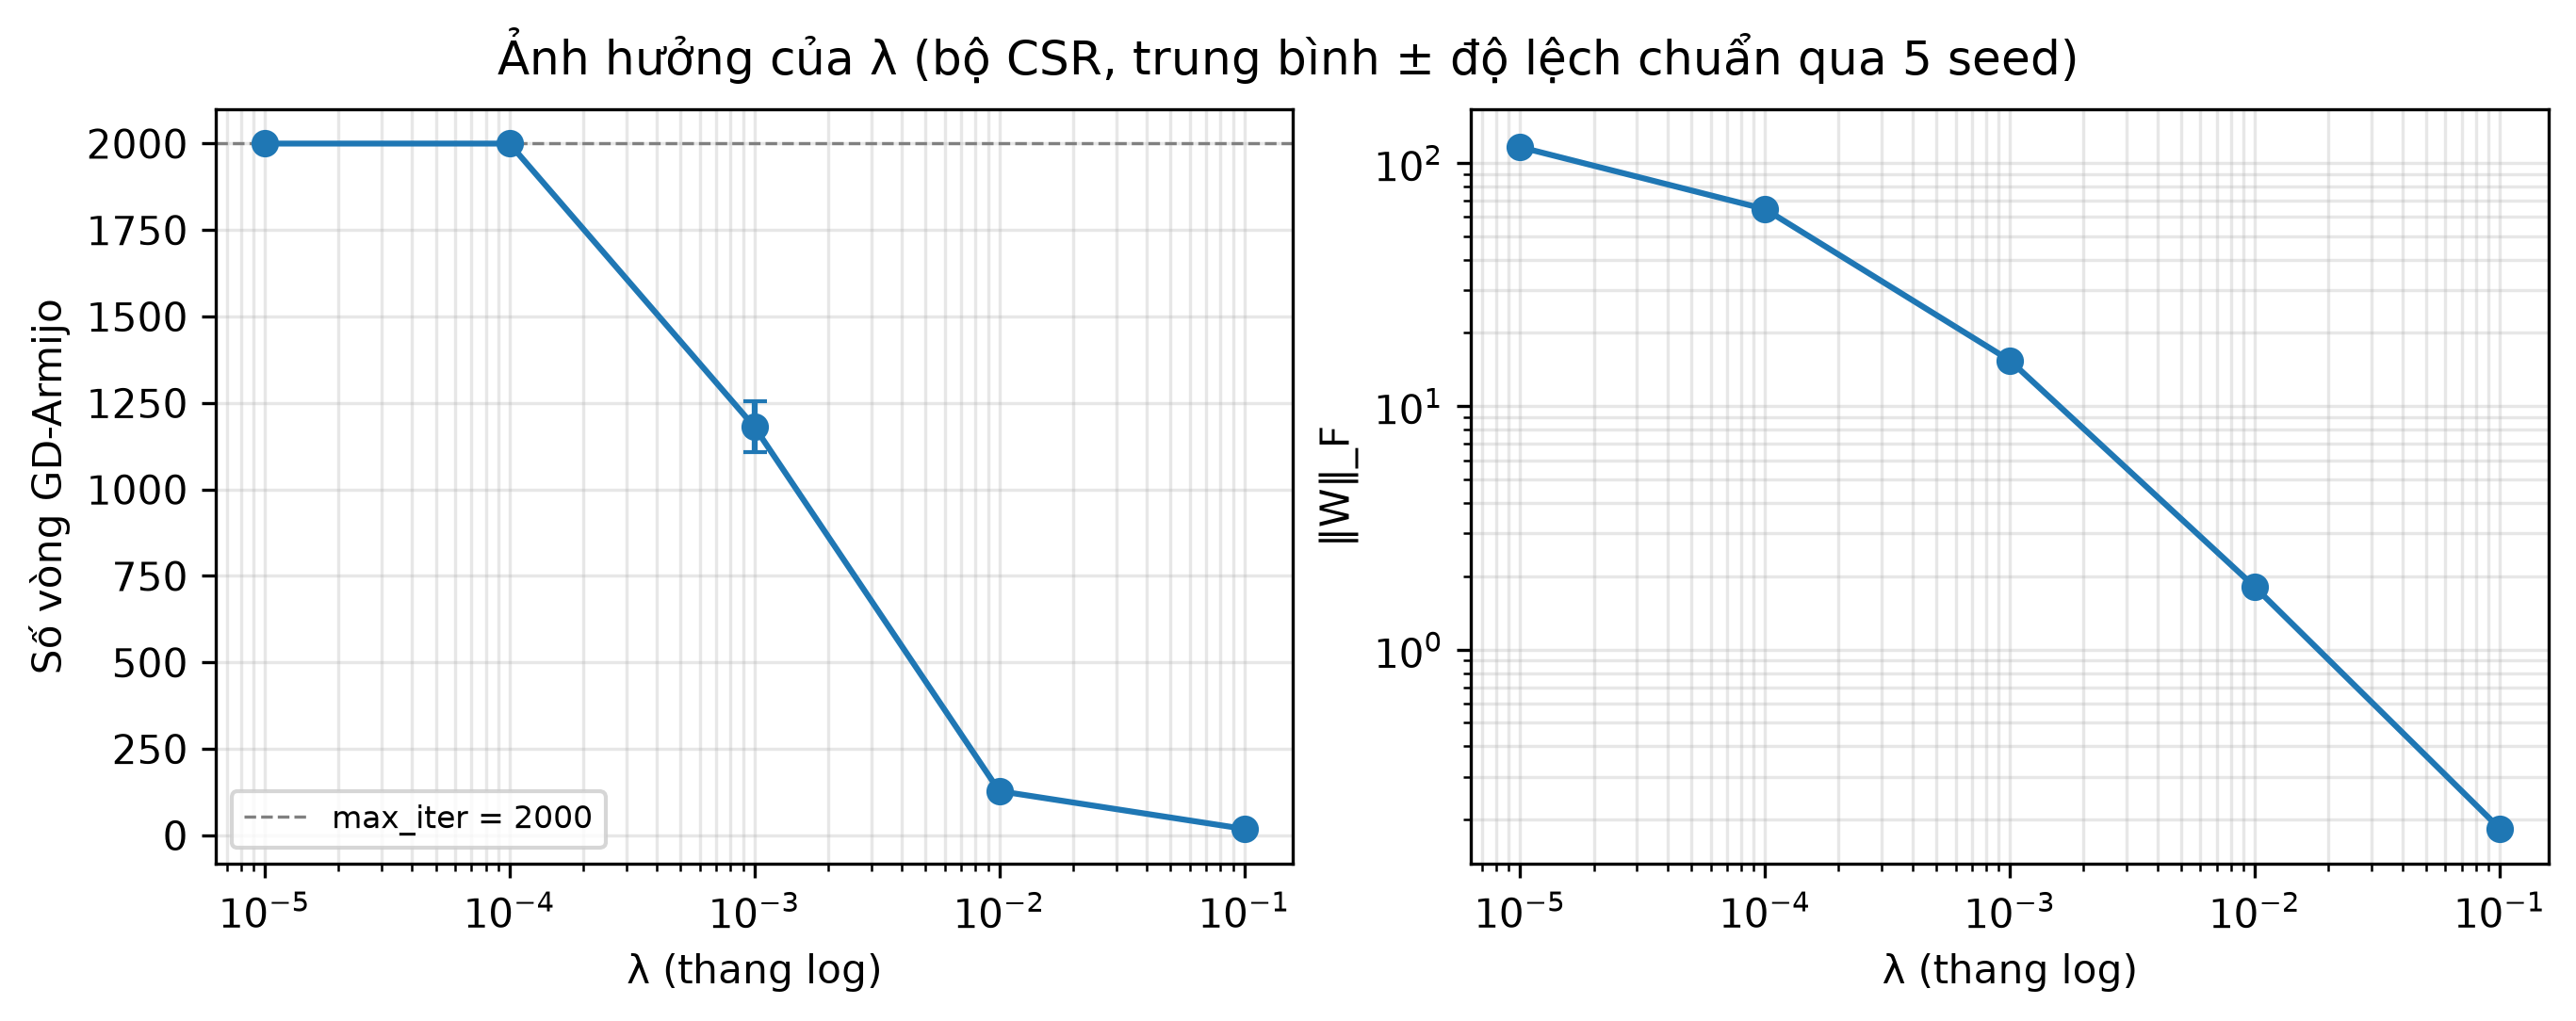 Ảnh hưởng của λ (bộ CSR, trung bình ± độ lệch chuẩn qua 5 seed)
Số vòng GD-Armijo
2000
1750
1500
1250
1000
750
500
250
0
max_iter = 2000
10⁻⁵ 10⁻⁴ 10⁻³ 10⁻² 10⁻¹
λ (thang log)
‖W‖_F
10²
10¹
10⁰
10⁻⁵ 10⁻⁴ 10⁻³ 10⁻² 10⁻¹
λ (thang log)